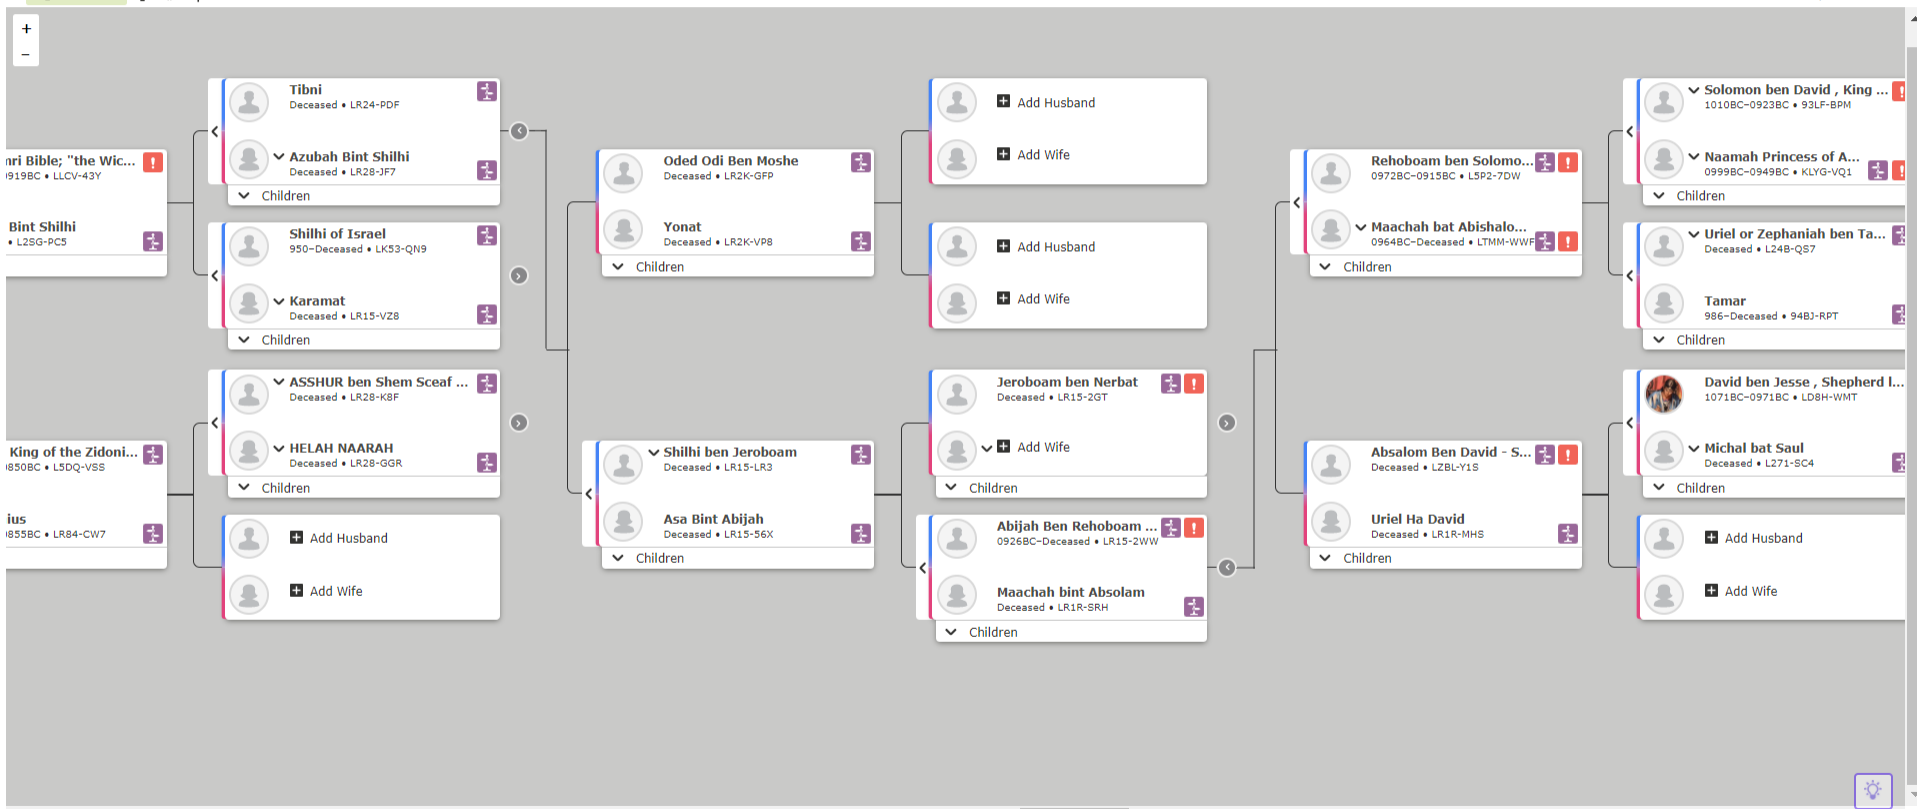 +
−
nri Bible; "the Wic...
0919BC • LLCV-43Y
Bint Shilhi
• L2SG-PC5
King of the Zidoni...
0850BC • L5DQ-VSS
ius
0855BC • LR84-CW7
Tibni
Deceased • LR24-PDF
Azubah Bint Shilhi
Deceased • LR28-JF7
Children
Shilhi of Israel
950–Deceased • LK53-QN9
Karamat
Deceased • LR15-VZ8
Children
ASSHUR ben Shem Sceaf ...
Deceased • LR28-K8F
HELAH NAARAH
Deceased • LR28-GGR
Children
Add Husband
Add Wife
Oded Odi Ben Moshe
Deceased • LR2K-GFP
Yonat
Deceased • LR2K-VP8
Children
Shilhi ben Jeroboam
Deceased • LR15-LR3
Asa Bint Abijah
Deceased • LR15-56X
Children
Add Husband
Add Wife
Add Husband
Add Wife
Jeroboam ben Nerbat
Deceased • LR15-2GT
Add Wife
Children
Abijah Ben Rehoboam ...
0926BC–Deceased • LR15-2WW
Maachah bint Absolam
Deceased • LR1R-SRH
Children
Rehoboam ben Solomo...
0972BC–0915BC • L5P2-7DW
Maachah bat Abishalo...
0964BC–Deceased • LTMM-WWF
Children
Absalom Ben David - S...
Deceased • LZBL-Y1S
Uriel Ha David
Deceased • LR1R-MHS
Children
Solomon ben David , King ...
1010BC–0923BC • 93LF-BPM
Naamah Princess of A...
0999BC–0949BC • KLYG-VQ1
Children
Uriel or Zephaniah ben Ta...
Deceased • L24B-QS7
Tamar
986–Deceased • 94BJ-RPT
Children
David ben Jesse , Shepherd l...
1071BC–0971BC • LD8H-WMT
Michal bat Saul
Deceased • L271-SC4
Children
Add Husband
Add Wife